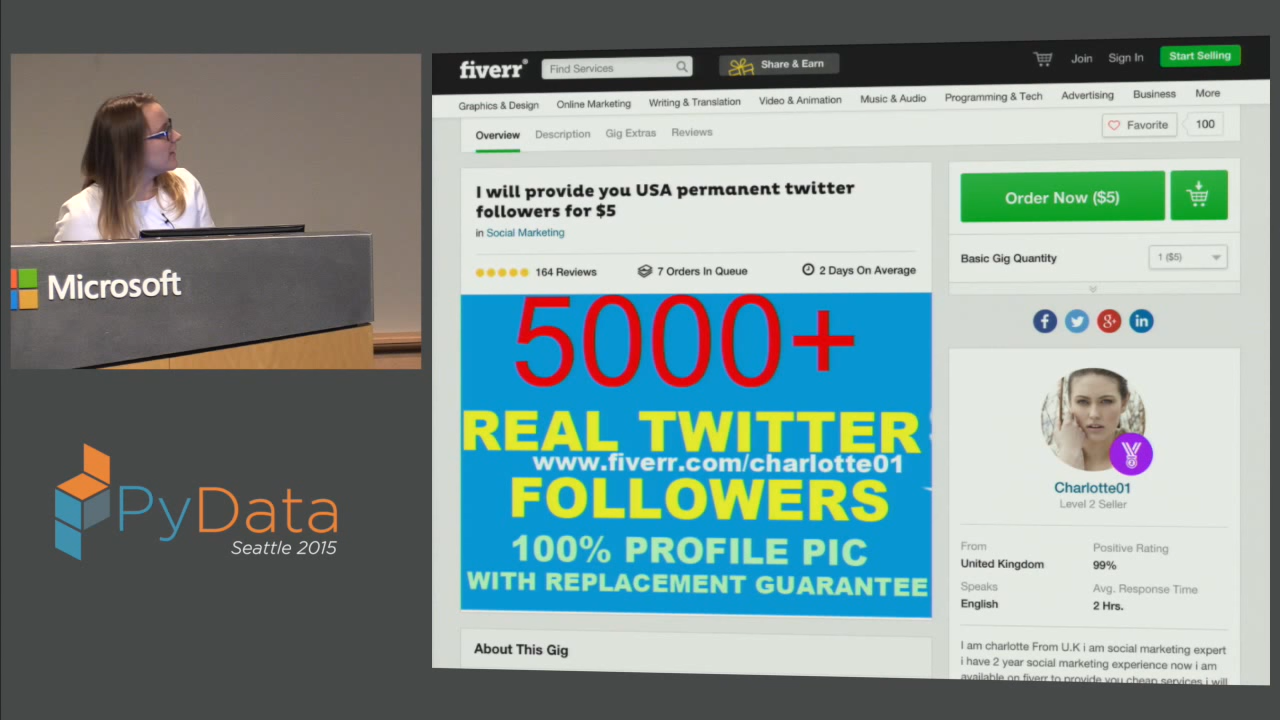 Microsoft
PyData
Seattle 2015
fiverr®
Find Services
Share & Earn
Join
Sign In
Start Selling
Graphics & Design
Online Marketing
Writing & Translation
Video & Animation
Music & Audio
Programming & Tech
Advertising
Business
More
Overview
Description
Gig Extras
Reviews
Favorite
100
I will provide you USA permanent twitter
followers for $5
in Social Marketing
164 Reviews
7 Orders In Queue
2 Days On Average
5000+
REAL TWITTER
www.fiverr.com/charlotte01
FOLLOWERS
100% PROFILE PIC
WITH REPLACEMENT GUARANTEE
About This Gig
Order Now ($5)
Basic Gig Quantity
1 ($5)
Charlotte01
Level 2 Seller
From
United Kingdom
Positive Rating
99%
Speaks
English
Avg. Response Time
2 Hrs.
I am charlotte From U.K i am social marketing expert
i have 2 year social marketing experience now i am
available on fiverr to provide you cheap services i will